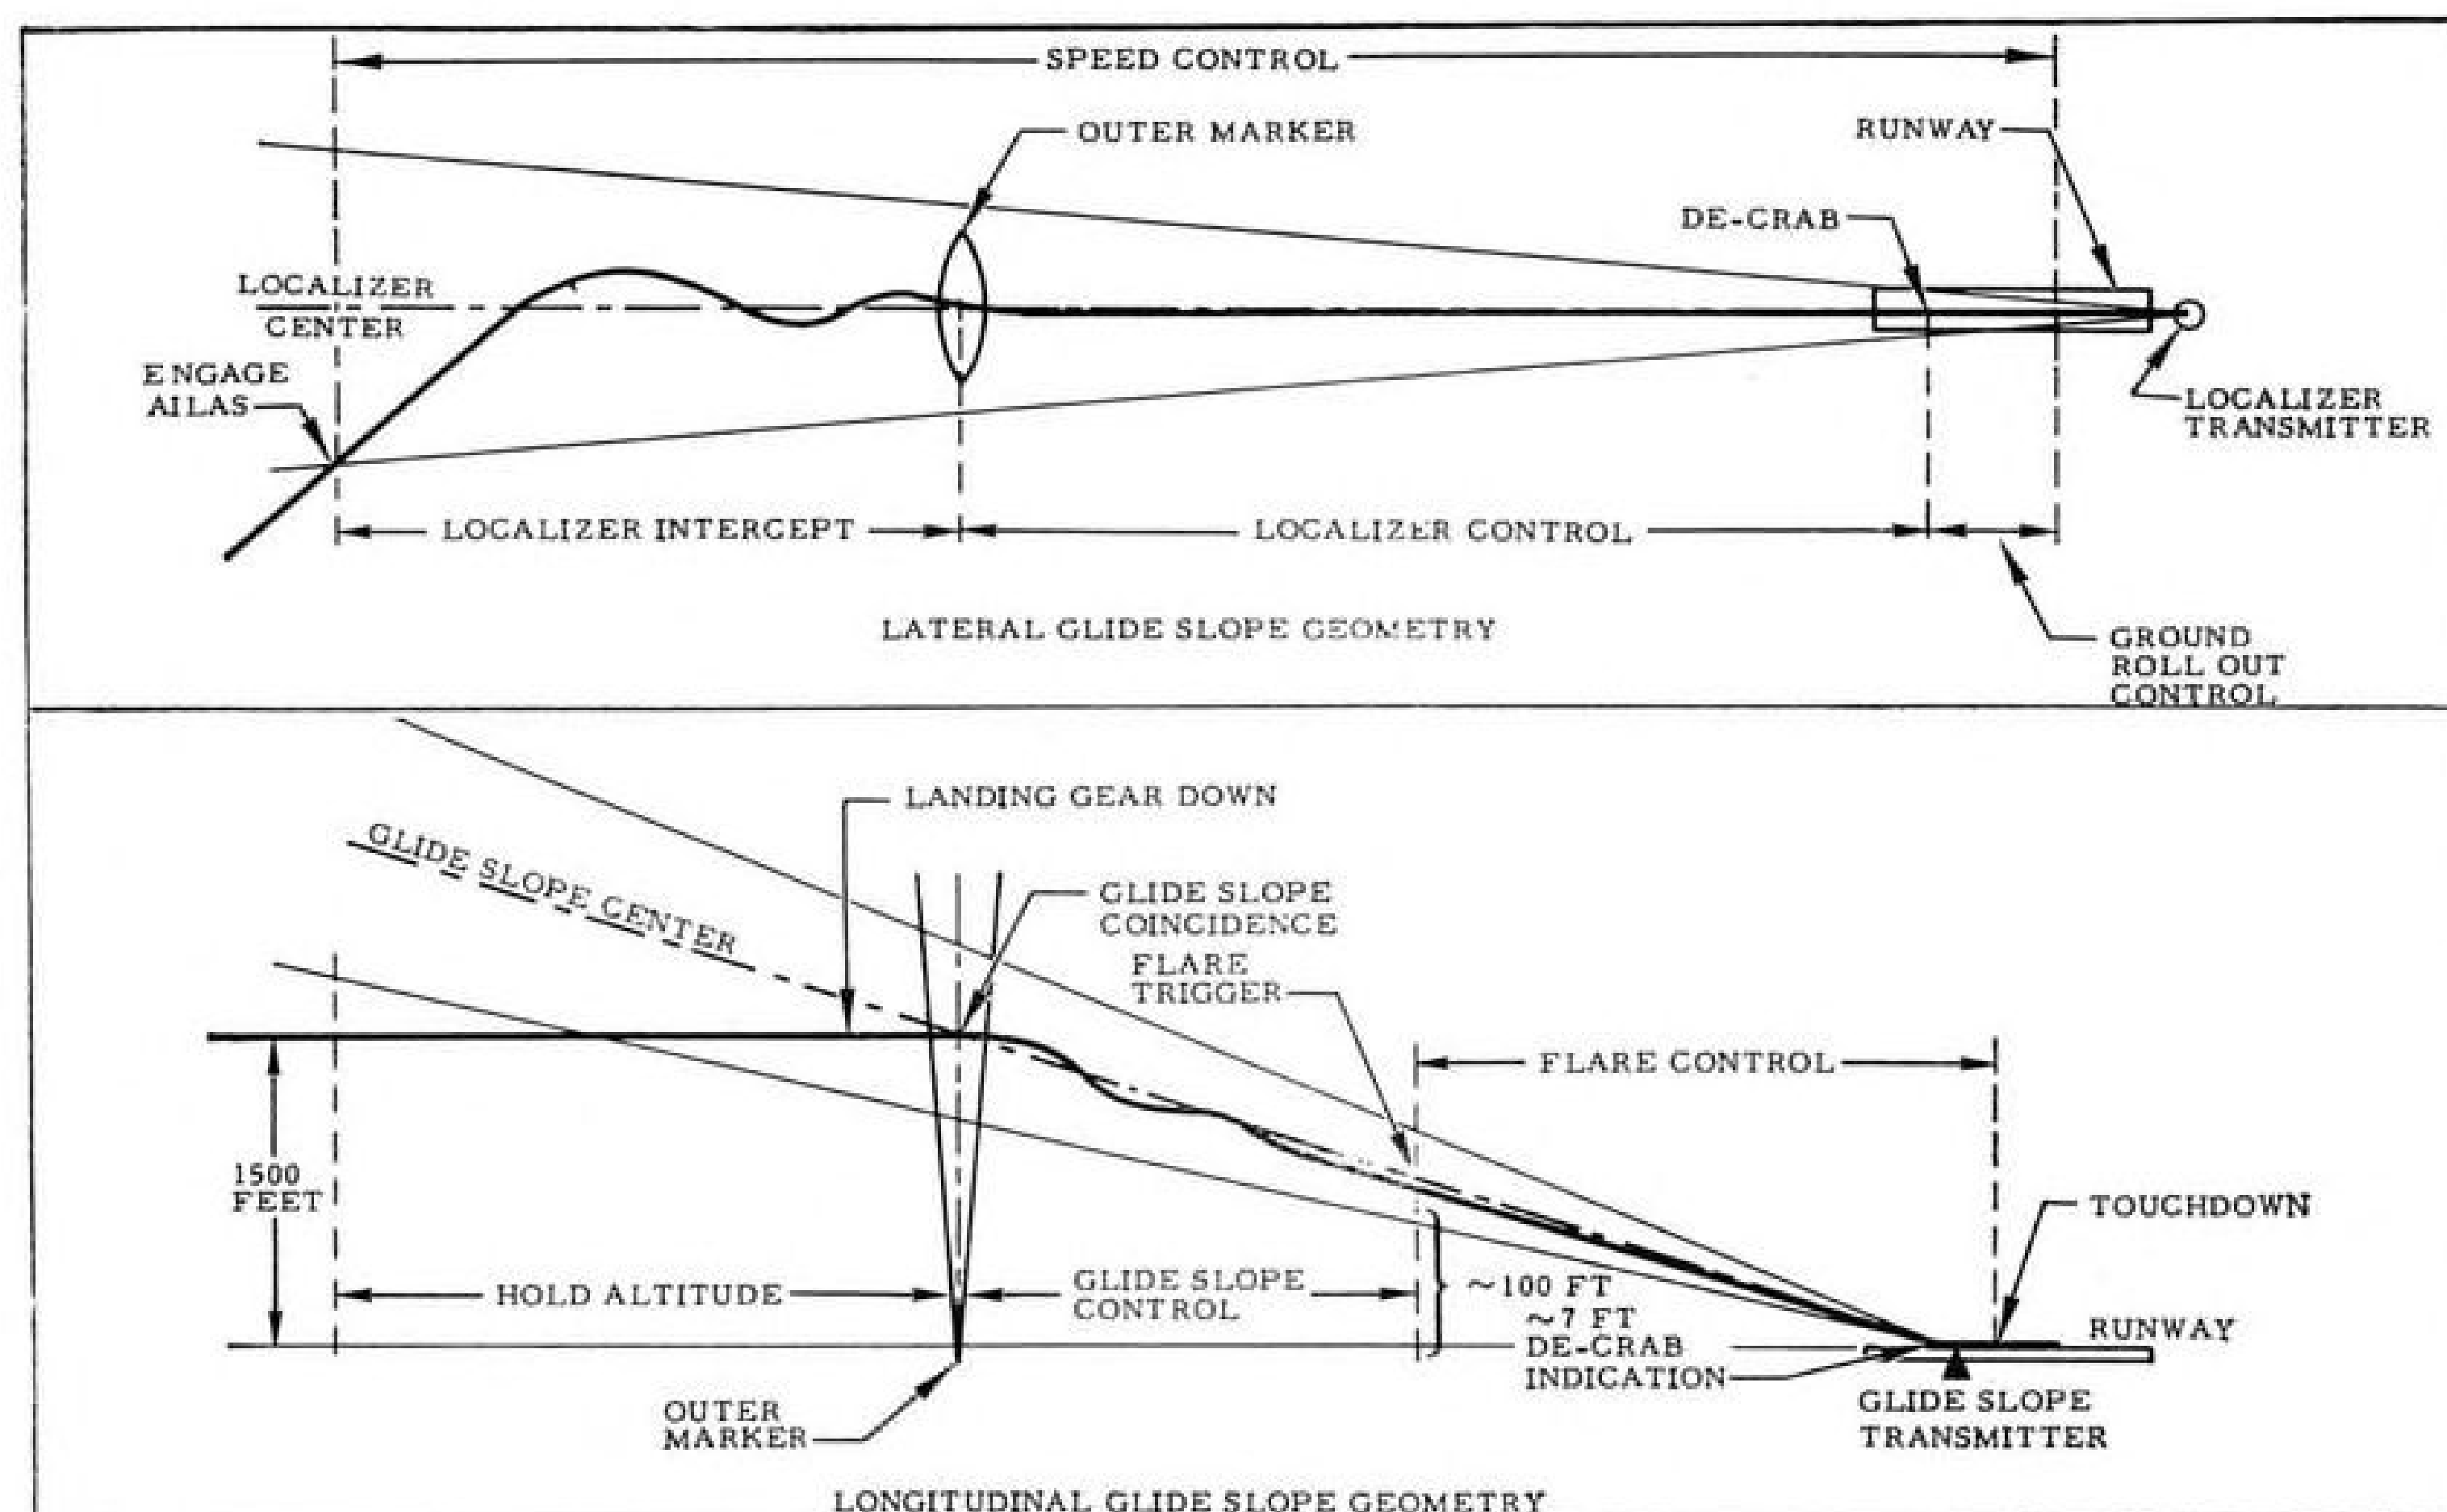 SPEED CONTROL
OUTER MARKER
RUNWAY
DE-CRAB
LOCALIZER
CENTER
ENGAGE
AILAS
LOCALIZER
TRANSMITTER
LOCALIZER INTERCEPT
LOCALIZER CONTROL
LATERAL GLIDE SLOPE GEOMETRY
GROUND
ROLL OUT
CONTROL
LANDING GEAR DOWN
GLIDE SLOPE CENTER
GLIDE SLOPE
COINCIDENCE
FLARE
TRIGGER
FLARE CONTROL
1500
FEET
TOUCHDOWN
HOLD ALTITUDE
GLIDE SLOPE
CONTROL
~100 FT
~7 FT
DE-CRAB
INDICATION
RUNWAY
GLIDE SLOPE
TRANSMITTER
OUTER
MARKER
LONGITUDINAL GLIDE SLOPE GEOMETRY